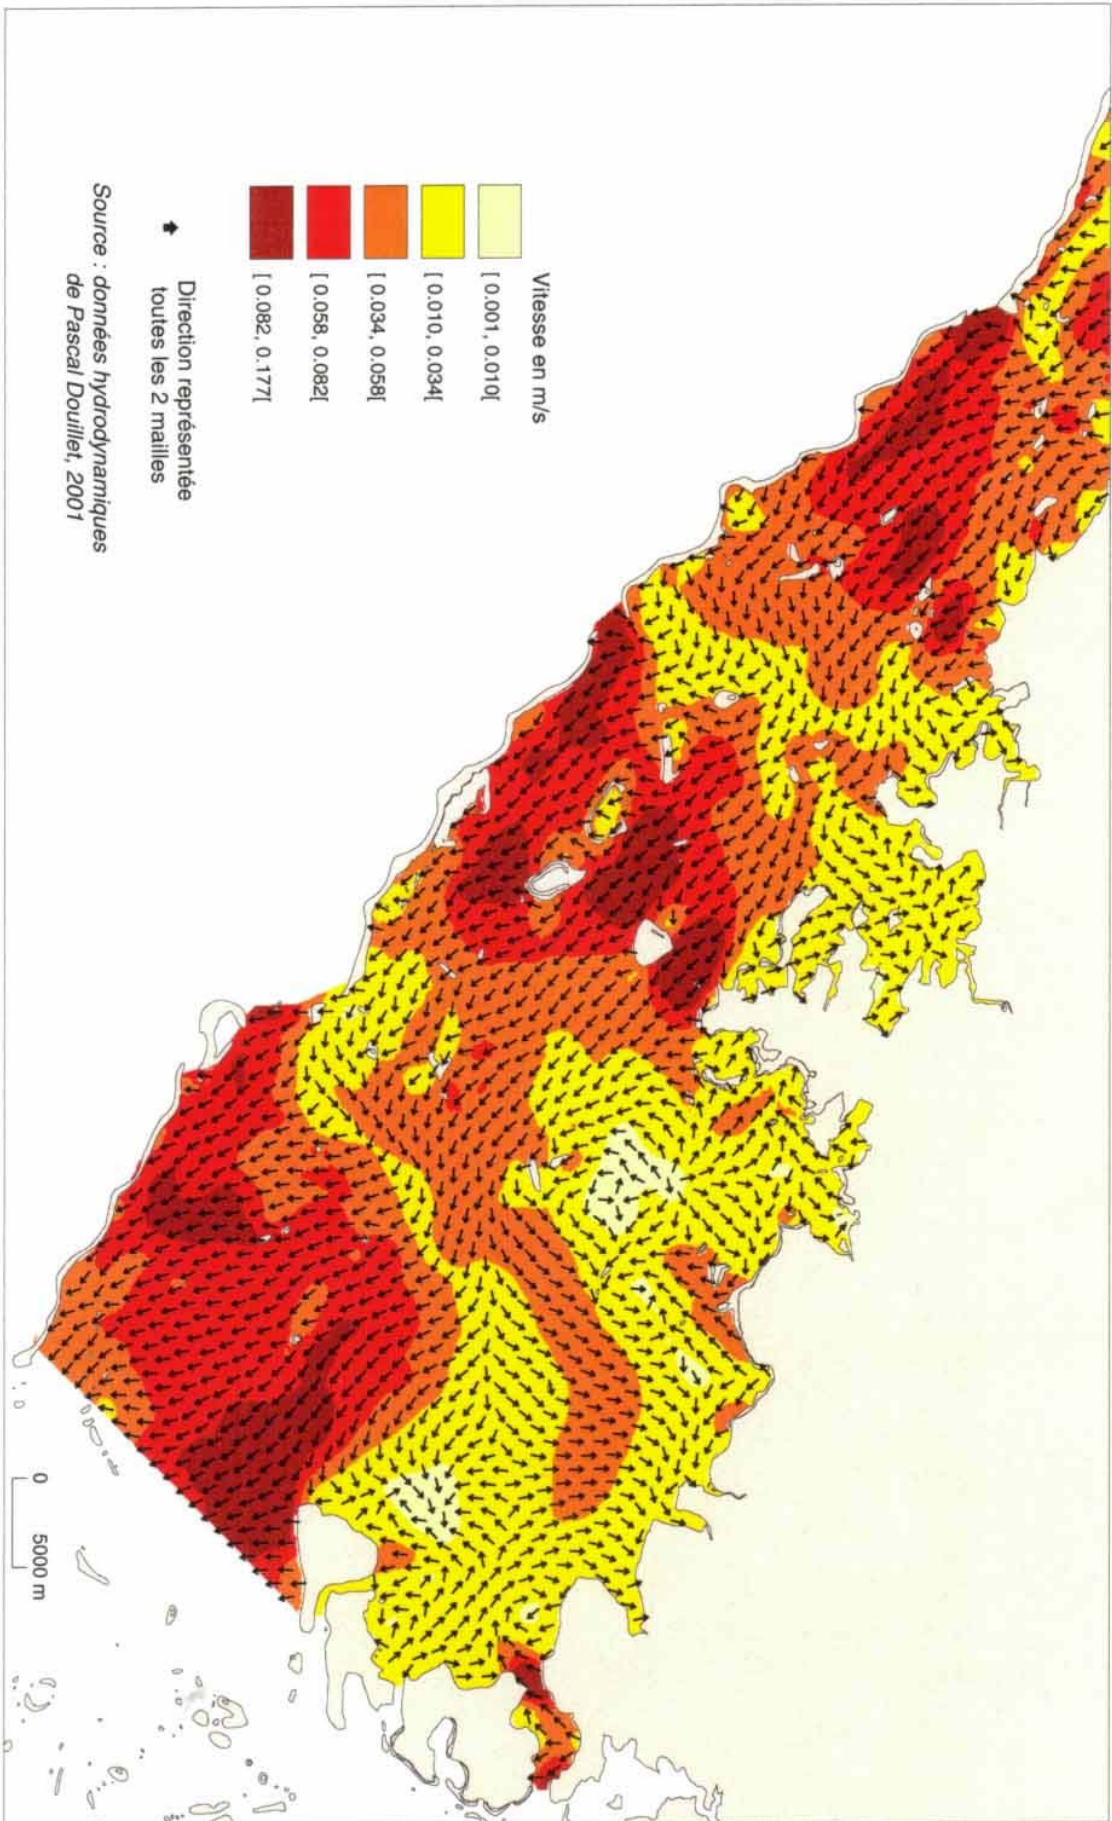 Vitesse en m/s
[ 0.001, 0.010[
[ 0.010, 0.034[
[ 0.034, 0.058[
[ 0.058, 0.082[
[ 0.082, 0.177[
Direction représentée
toutes les 2 mailles
Source : données hydrodynamiques
de Pascal Douillet, 2001
0 5000 m